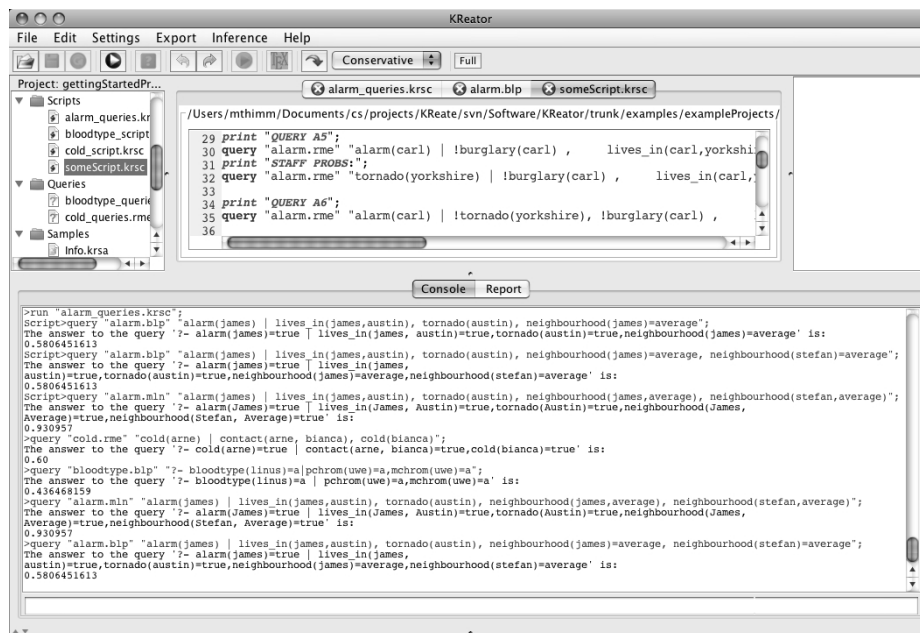 KReator
File Edit Settings Export Inference Help
Conservative Full
Project: gettingStartedPr...
Scripts
alarm_queries.kr
bloodtype_script
cold_script.krsc
someScript.krsc
Queries
bloodtype_querie
cold_queries.rme
Samples
Info.krsa
alarm_queries.krsc alarm.blp someScript.krsc
/Users/mthimm/Documents/cs/projects/KReate/svn/Software/KReator/trunk/examples/exampleProjects/
29 print "QUERY A5";
30 query "alarm.rme" "alarm(carl) | !burglary(carl) , lives_in(carl,yorkshi
31 print "STAFF PROBS:";
32 query "alarm.rme" "tornado(yorkshire) | !burglary(carl) , lives_in(carl,
33
34 print "QUERY A6";
35 query "alarm.rme" "alarm(carl) | !tornado(yorkshire), !burglary(carl) ,
36
Console Report
>run "alarm_queries.krsc";
Script>query "alarm.blp" "alarm(james) | lives_in(james,austin), tornado(austin), neighbourhood(james)=average";
The answer to the query '?- alarm(james)=true | lives_in(james, austin)=true,tornado(austin)=true,neighbourhood(james)=average' is:
0.5806451613
Script>query "alarm.blp" "alarm(james) | lives_in(james,austin), tornado(austin), neighbourhood(james)=average, neighbourhood(stefan)=average";
The answer to the query '?- alarm(james)=true | lives_in(james,
austin)=true,tornado(austin)=true,neighbourhood(james)=average,neighbourhood(stefan)=average' is:
0.5806451613
Script>query "alarm.mln" "alarm(james) | lives_in(james,austin), tornado(austin), neighbourhood(james,average), neighbourhood(stefan,average)";
The answer to the query '?- alarm(James)=true | lives_in(James, Austin)=true,tornado(Austin)=true,neighbourhood(James,
Average)=true,neighbourhood(Stefan, Average)=true' is:
0.930957
>query "cold.rme" "cold(arne) | contact(arne, bianca), cold(bianca)";
The answer to the query '?- cold(arne)=true | contact(arne, bianca)=true,cold(bianca)=true' is:
0.60
>query "bloodtype.blp" "?- bloodtype(linus)=a|pchrom(uwe)=a,mchrom(uwe)=a";
The answer to the query '?- bloodtype(linus)=a | pchrom(uwe)=a,mchrom(uwe)=a' is:
0.436468159
>query "alarm.mln" "alarm(james) | lives_in(james,austin), tornado(austin), neighbourhood(james,average), neighbourhood(stefan,average)";
The answer to the query '?- alarm(James)=true | lives_in(James, Austin)=true,tornado(Austin)=true,neighbourhood(James,
Average)=true,neighbourhood(Stefan, Average)=true' is:
0.930957
>query "alarm.blp" "alarm(james) | lives_in(james,austin), tornado(austin), neighbourhood(james)=average, neighbourhood(stefan)=average";
The answer to the query '?- alarm(james)=true | lives_in(james,
austin)=true,tornado(austin)=true,neighbourhood(james)=average,neighbourhood(stefan)=average' is:
0.5806451613